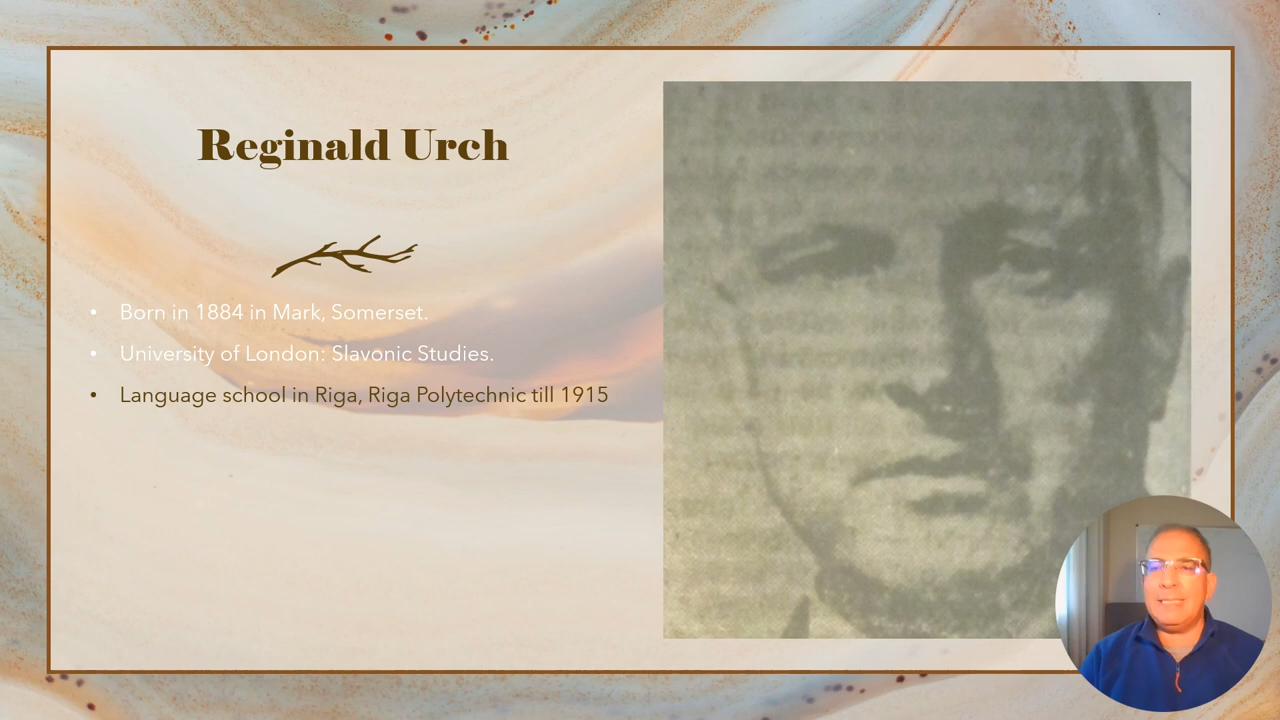 Reginald Urch
• Born in 1884 in Mark, Somerset.
• University of London: Slavonic Studies.
• Language school in Riga, Riga Polytechnic till 1915